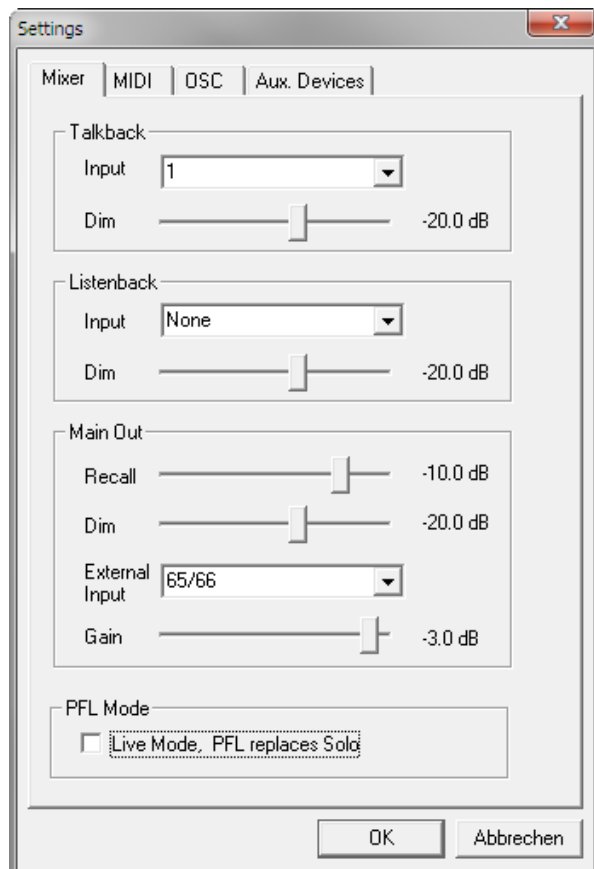 Settings
Mixer MIDI OSC Aux. Devices
Talkback
Input 1
Dim -20.0 dB
Listenback
Input None
Dim -20.0 dB
Main Out
Recall -10.0 dB
Dim -20.0 dB
External
Input 65/66
Gain -3.0 dB
PFL Mode
Live Mode, PFL replaces Solo
OK Abbrechen